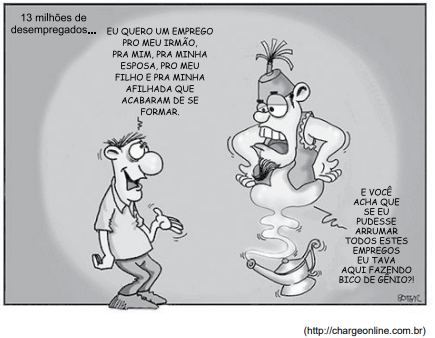 13 milhões de
desempregados...
EU QUERO UM EMPREGO
PRO MEU IRMÃO,
PRA MIM, PRA MINHA
ESPOSA, PRO MEU
FILHO E PRA MINHA
AFILHADA QUE
ACABARAM DE SE
FORMAR.
E VOCÊ
ACHA QUE
SE EU
PUDESSE
ARRUMAR
TODOS ESTES
EMPREGOS
EU TAVA
AQUI FAZENDO
BICO DE GÊNIO?!
(http://chargeonline.com.br)